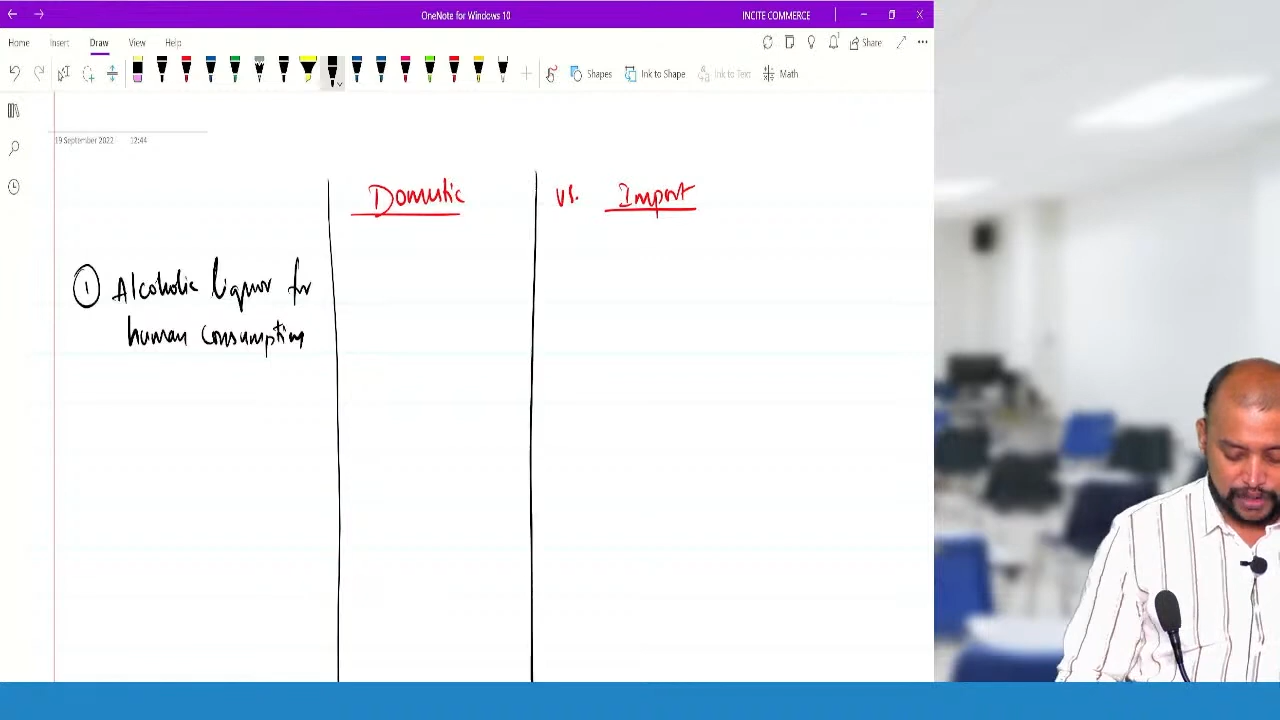 OneNote for Windows 10
INCITE COMMERCE
Home Insert Draw View Help
Share
Shapes Ink to Shape Ink to Text Math
19 September 2022 12:44
Domestic vs. Import
① Alcoholic liquor for
human consumption